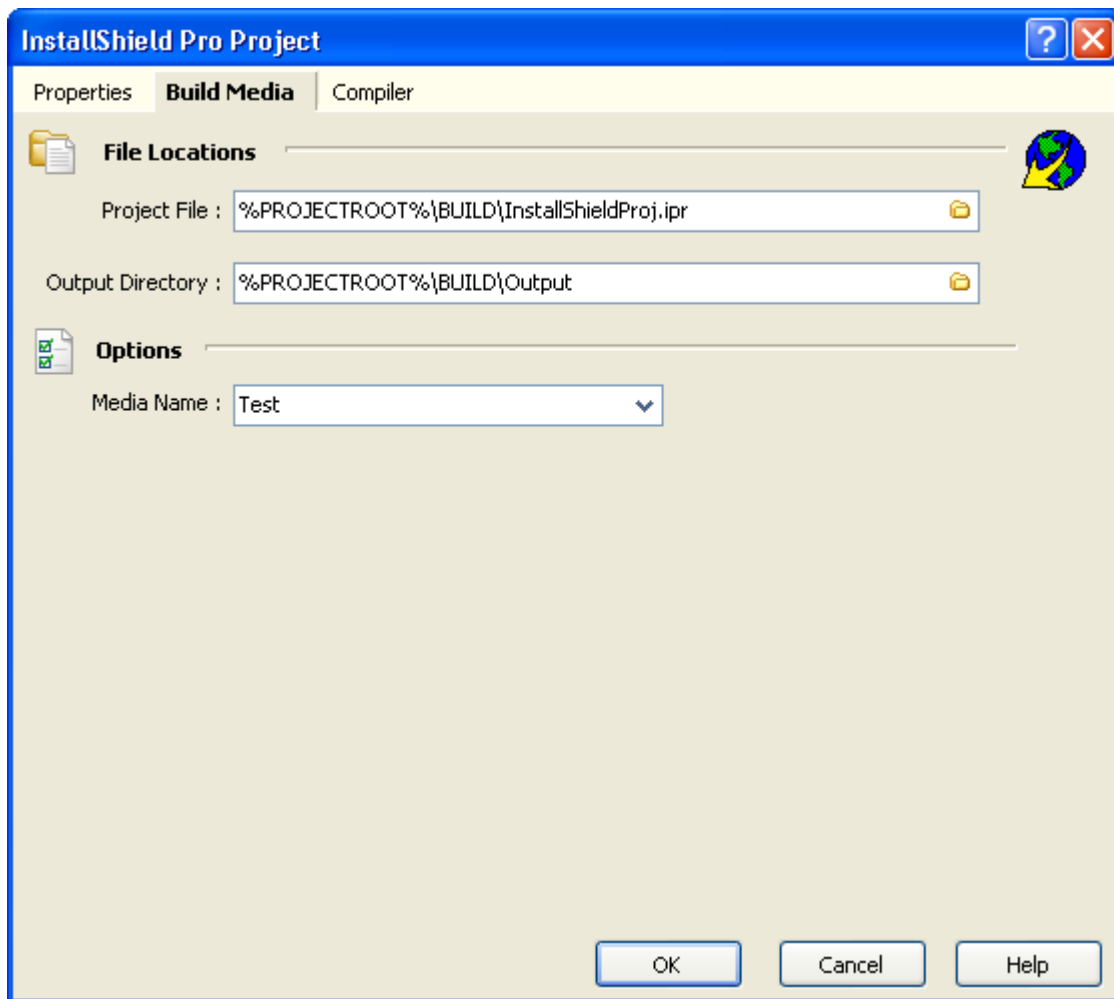 InstallShield Pro Project
Properties Build Media Compiler
File Locations
Project File : %PROJECTROOT%\BUILD\InstallShieldProj.ipr
Output Directory : %PROJECTROOT%\BUILD\Output
Options
Media Name : Test
OK Cancel Help